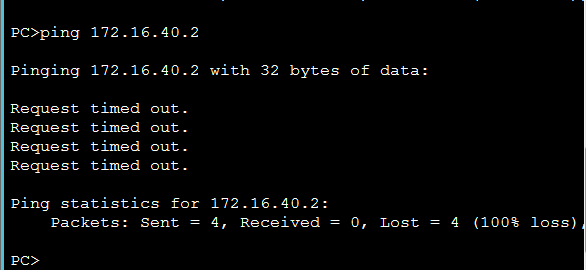 PC>ping 172.16.40.2
Pinging 172.16.40.2 with 32 bytes of data:
Request timed out.
Request timed out.
Request timed out.
Request timed out.
Ping statistics for 172.16.40.2:
    Packets: Sent = 4, Received = 0, Lost = 4 (100% loss),
PC>